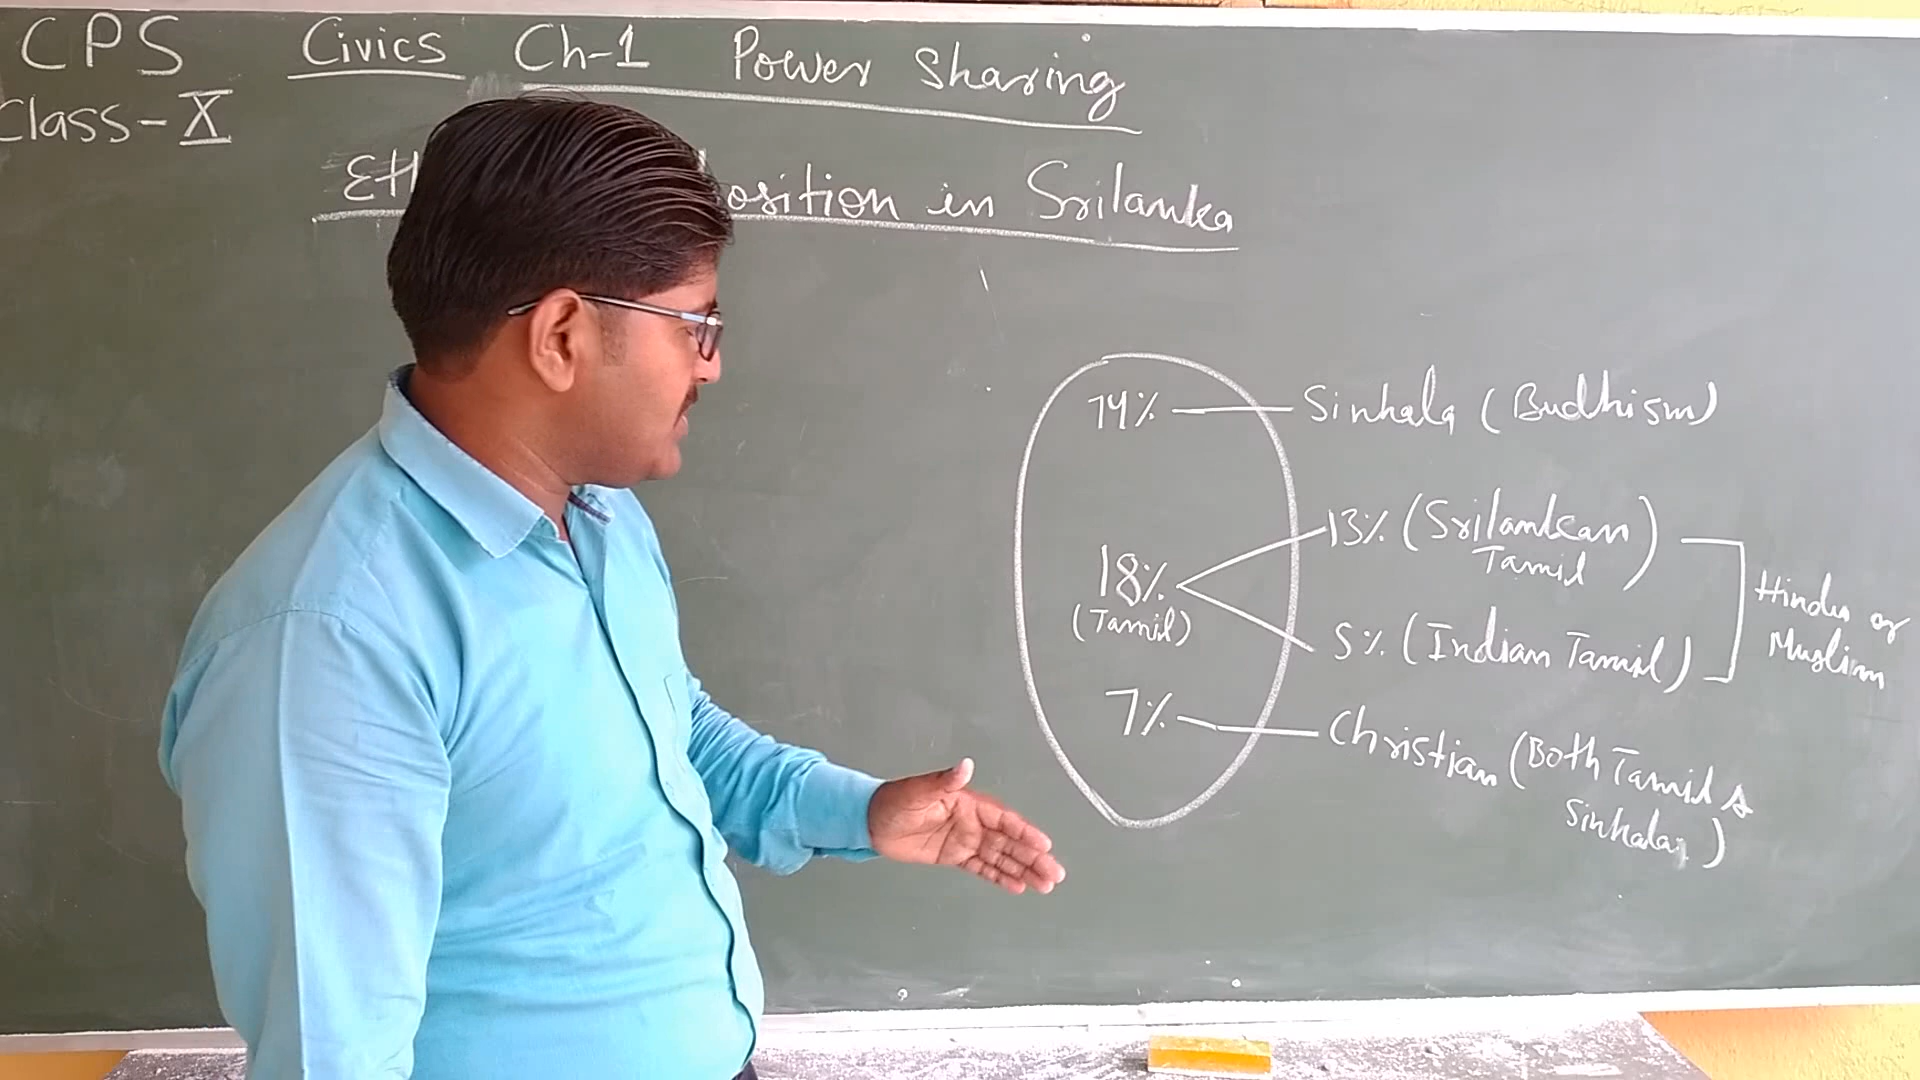 CPS Civics Ch-1 Power Sharing
Class-X
Eth osition in Srilanka
74% Sinhala (Budhism)
18% (Tamil)
13% (Srilankan Tamil)
5% (Indian Tamil)
Hindu or
Muslim
7% Christian (Both Tamil &
Sinhala)